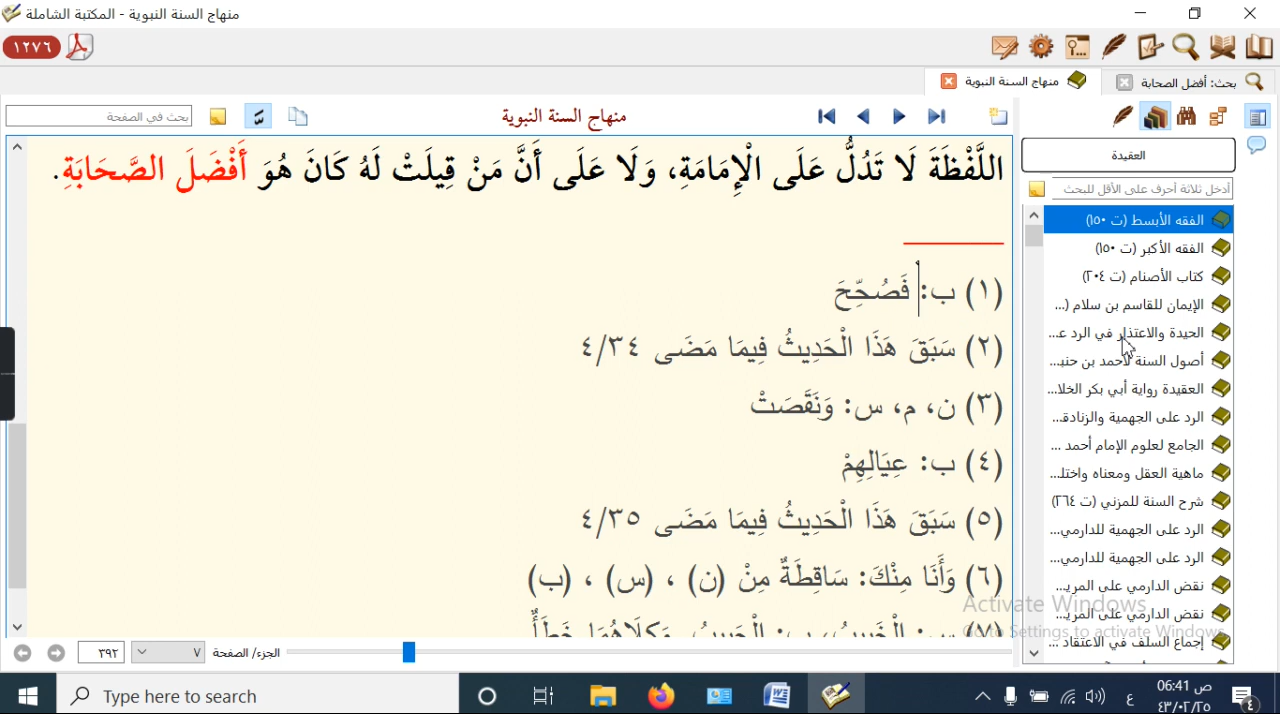 منهاج السنة النبوية - المكتبة الشاملة
١٢٧٦
بحث: أفضل الصحابة
منهاج السنة النبوية
منهاج السنة النبوية
بحث في الصفحة
اللَّفْظَةَ لَا تَدُلُّ عَلَى الْإِمَامَةِ، وَلَا عَلَى أَنَّ مَنْ قِيلَتْ لَهُ كَانَ هُوَ أَفْضَلَ الصَّحَابَةِ.
(١) ب: فَصُحِّحَ
(٢) سَبَقَ هَذَا الْحَدِيثُ فِيمَا مَضَى ٤/٣٤
(٣) ن، م، س: وَنَقَّصَتْ
(٤) ب: عِيَالِهِمْ
(٥) سَبَقَ هَذَا الْحَدِيثُ فِيمَا مَضَى ٤/٣٥
(٦) وَأَنَا مِنْكَ: سَاقِطَةٌ مِنْ (ن) ، (س) ، (ب)
العقيدة
أدخل ثلاثة أحرف على الأقل للبحث
الفقه الأبسط (ت ١٥٠)
الفقه الأكبر (ت ١٥٠)
كتاب الأصنام (ت ٢٠٤)
الإيمان للقاسم بن سلام (...
الحيدة والاعتذار في الرد ع...
أصول السنة لأحمد بن حنب...
العقيدة رواية أبي بكر الخلا...
الرد على الجهمية والزنادق...
الجامع لعلوم الإمام أحمد ...
ماهية العقل ومعناه واختل...
شرح السنة للمزني (ت ٢٦٤)
الرد على الجهمية للدارمي...
الرد على الجهمية للدارمي...
نقض الدارمي على المري...
نقض الدارمي على المري...
إجماع السلف في الاعتقاد ...
Activate Windows
Go to Settings to activate Windows.
الجزء/ الصفحة
٧
٣٩٢
Type here to search
ع
06:41 ص
٤٣/٠٢/٢٥
٤